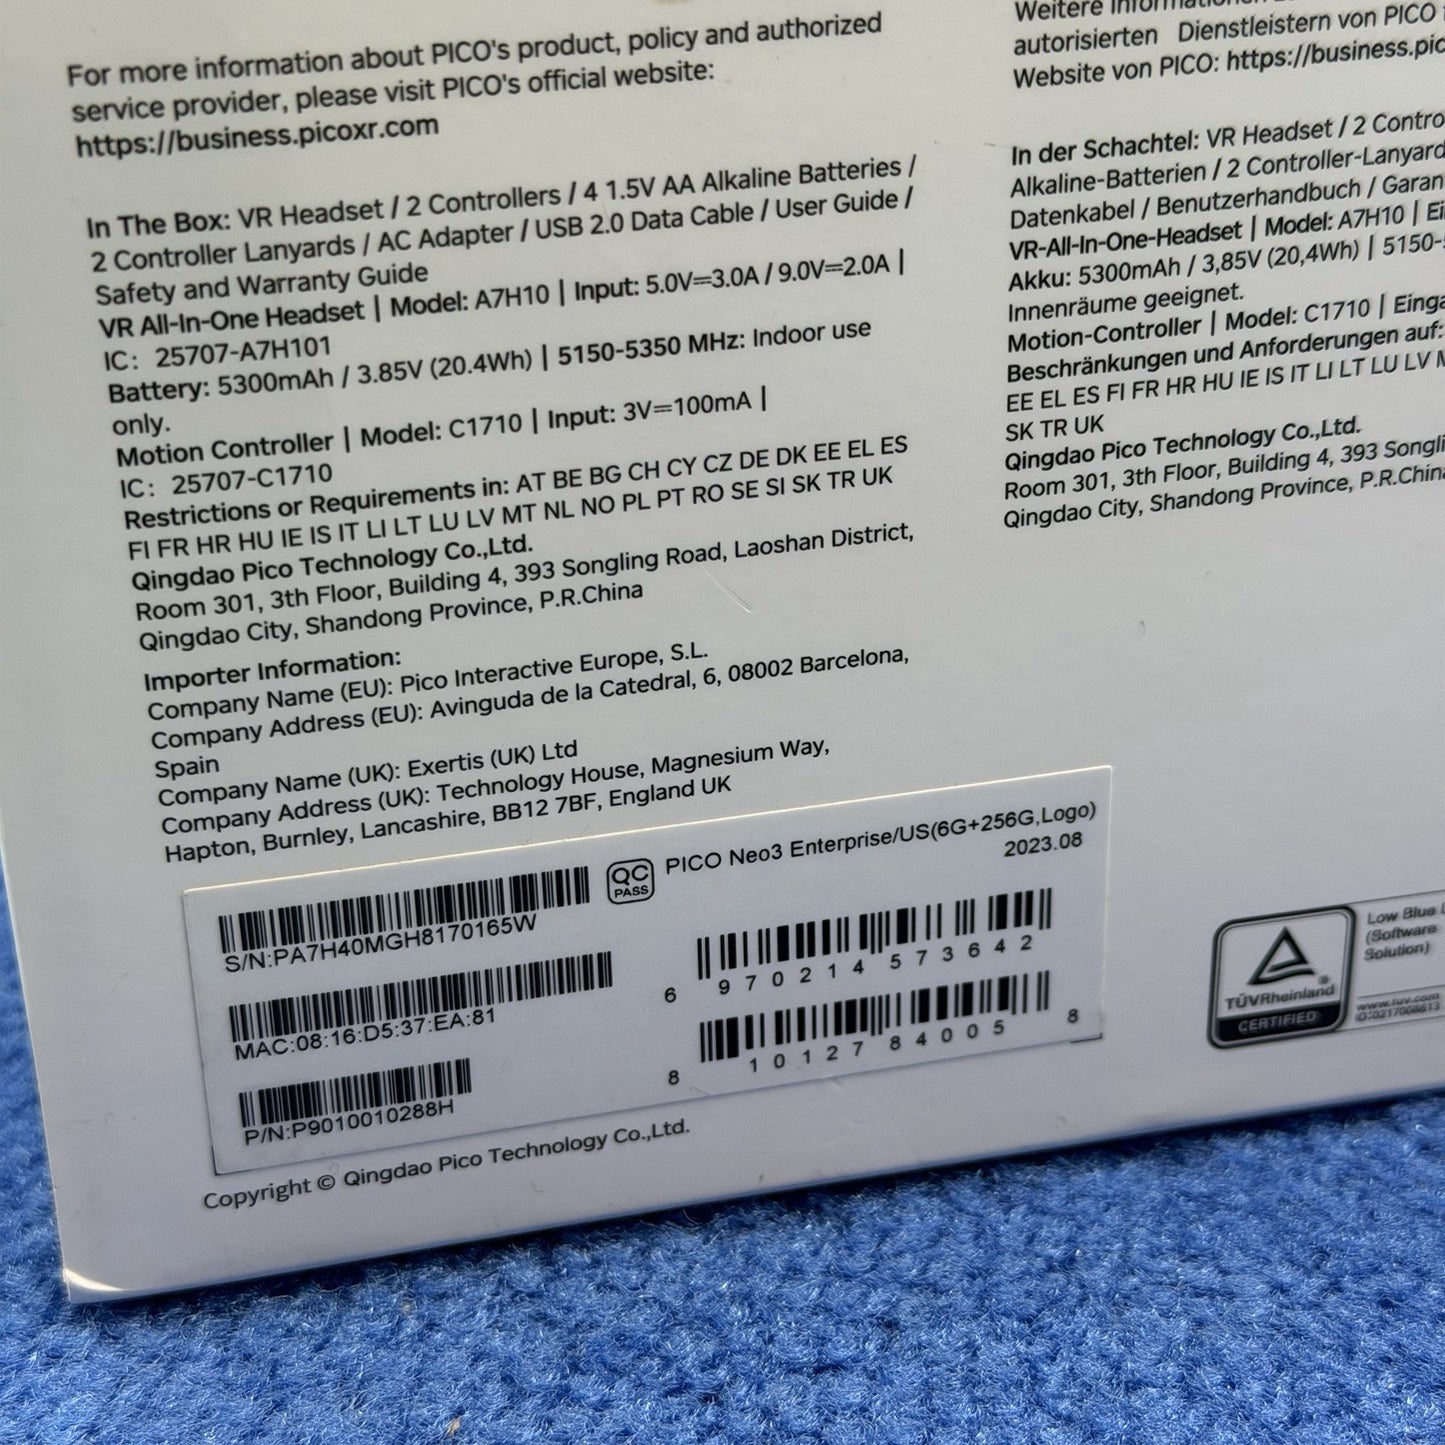 For more information about PICO's product, policy and authorized
service provider, please visit PICO's official website:
https://business.picoxr.com
In The Box: VR Headset / 2 Controllers / 4 1.5V AA Alkaline Batteries /
2 Controller Lanyards / AC Adapter / USB 2.0 Data Cable / User Guide /
Safety and Warranty Guide
VR All-In-One Headset | Model: A7H10 | Input: 5.0V⎓3.0A / 9.0V⎓2.0A |
IC: 25707-A7H101
Battery: 5300mAh / 3.85V (20.4Wh) | 5150-5350 MHz: Indoor use
only.
Motion Controller | Model: C1710 | Input: 3V⎓100mA |
IC: 25707-C1710
Restrictions or Requirements in: AT BE BG CH CY CZ DE DK EE EL ES
FI FR HR HU IE IS IT LI LT LU LV MT NL NO PL PT RO SE SI SK TR UK
Qingdao Pico Technology Co.,Ltd.
Room 301, 3th Floor, Building 4, 393 Songling Road, Laoshan District,
Qingdao City, Shandong Province, P.R.China
Importer Information:
Company Name (EU): Pico Interactive Europe, S.L.
Company Address (EU): Avinguda de la Catedral, 6, 08002 Barcelona,
Spain
Company Name (UK): Exertis (UK) Ltd
Company Address (UK): Technology House, Magnesium Way,
Hapton, Burnley, Lancashire, BB12 7BF, England UK
Weitere
autorisierten Dienstleistern von PICO
Website von PICO: https://business.pic
In der Schachtel: VR Headset / 2 Contro
Alkaline-Batterien / 2 Controller-Lanyard
Datenkabel / Benutzerhandbuch / Garan
VR-All-In-One-Headset | Model: A7H10 | Ei
Akku: 5300mAh / 3,85V (20,4Wh) | 5150-
Innenräume geeignet.
Motion-Controller | Model: C1710 | Einga
Beschränkungen und Anforderungen auf:
EE EL ES FI FR HR HU IE IS IT LI LT LU LV
SK TR UK
Qingdao Pico Technology Co.,Ltd.
Room 301, 3th Floor, Building 4, 393 Songli
Qingdao City, Shandong Province, P.R.China
QC PASS
PICO Neo3 Enterprise/US(6G+256G,Logo)
2023.08
S/N:PA7H40MGH8170165W
MAC:08:16:D5:37:EA:81
P/N:P9010010288H
6 970214 573642
8 10127 84005 8
Copyright © Qingdao Pico Technology Co.,Ltd.
TÜVRheinland®
CERTIFIED
Low Blue
(Software
Solution)
www.tuv.com